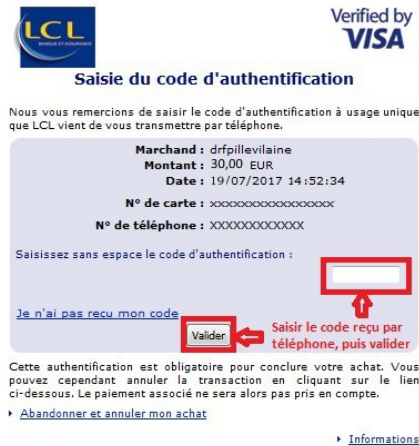 LCL
BANQUE ET ASSURANCE
Verified by
VISA
Saisie du code d'authentification
Nous vous remercions de saisir le code d'authentification à usage unique
que LCL vient de vous transmettre par téléphone.
Marchand : drfpillevilaine
Montant : 30,00 EUR
Date : 19/07/2017 14:52:34
N° de carte : xxxxxxxxxxxxxxxx
N° de téléphone : XXXXXXXXXXXX
Saisissez sans espace le code d'authentification :
Je n'ai pas reçu mon code
Valider
Saisir le code reçu par
téléphone, puis valider
Cette authentification est obligatoire pour conclure votre achat. Vous
pouvez cependant annuler la transaction en cliquant sur le lien
ci-dessous. Le paiement associé ne sera alors pas pris en compte.
Abandonner et annuler mon achat
Informations